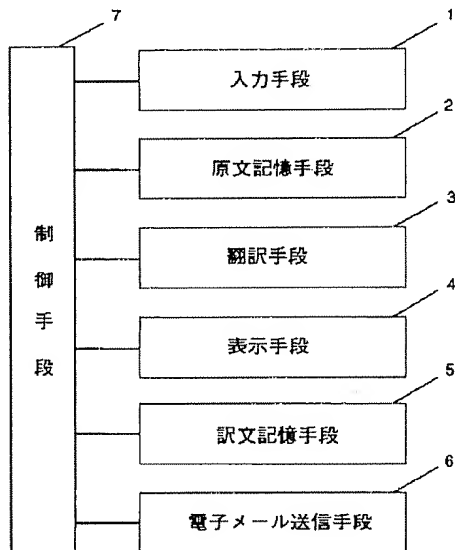 7
1
入力手段
2
原文記憶手段
3
翻訳手段
4
表示手段
5
訳文記憶手段
6
電子メール送信手段
制御手段